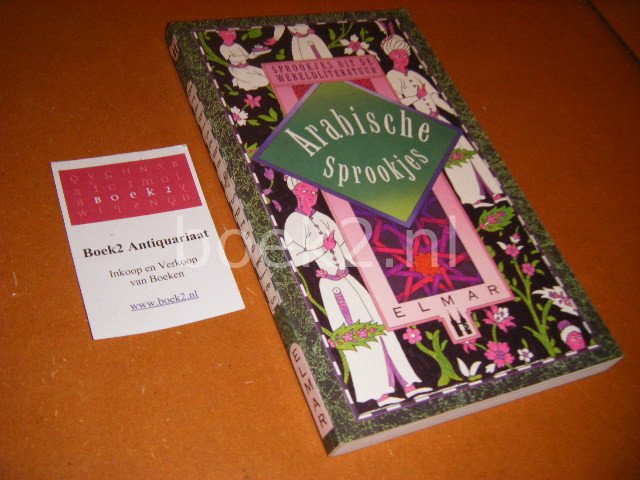 SPROOKJES UIT DE
WERELDLITERATUUR
Arabische
Sprookjes
ELMAR
ELMAR
BOEK2
Boek2 Antiquariaat
Inkoop en Verkoop
van Boeken
www.boek2.nl
boek2.nl